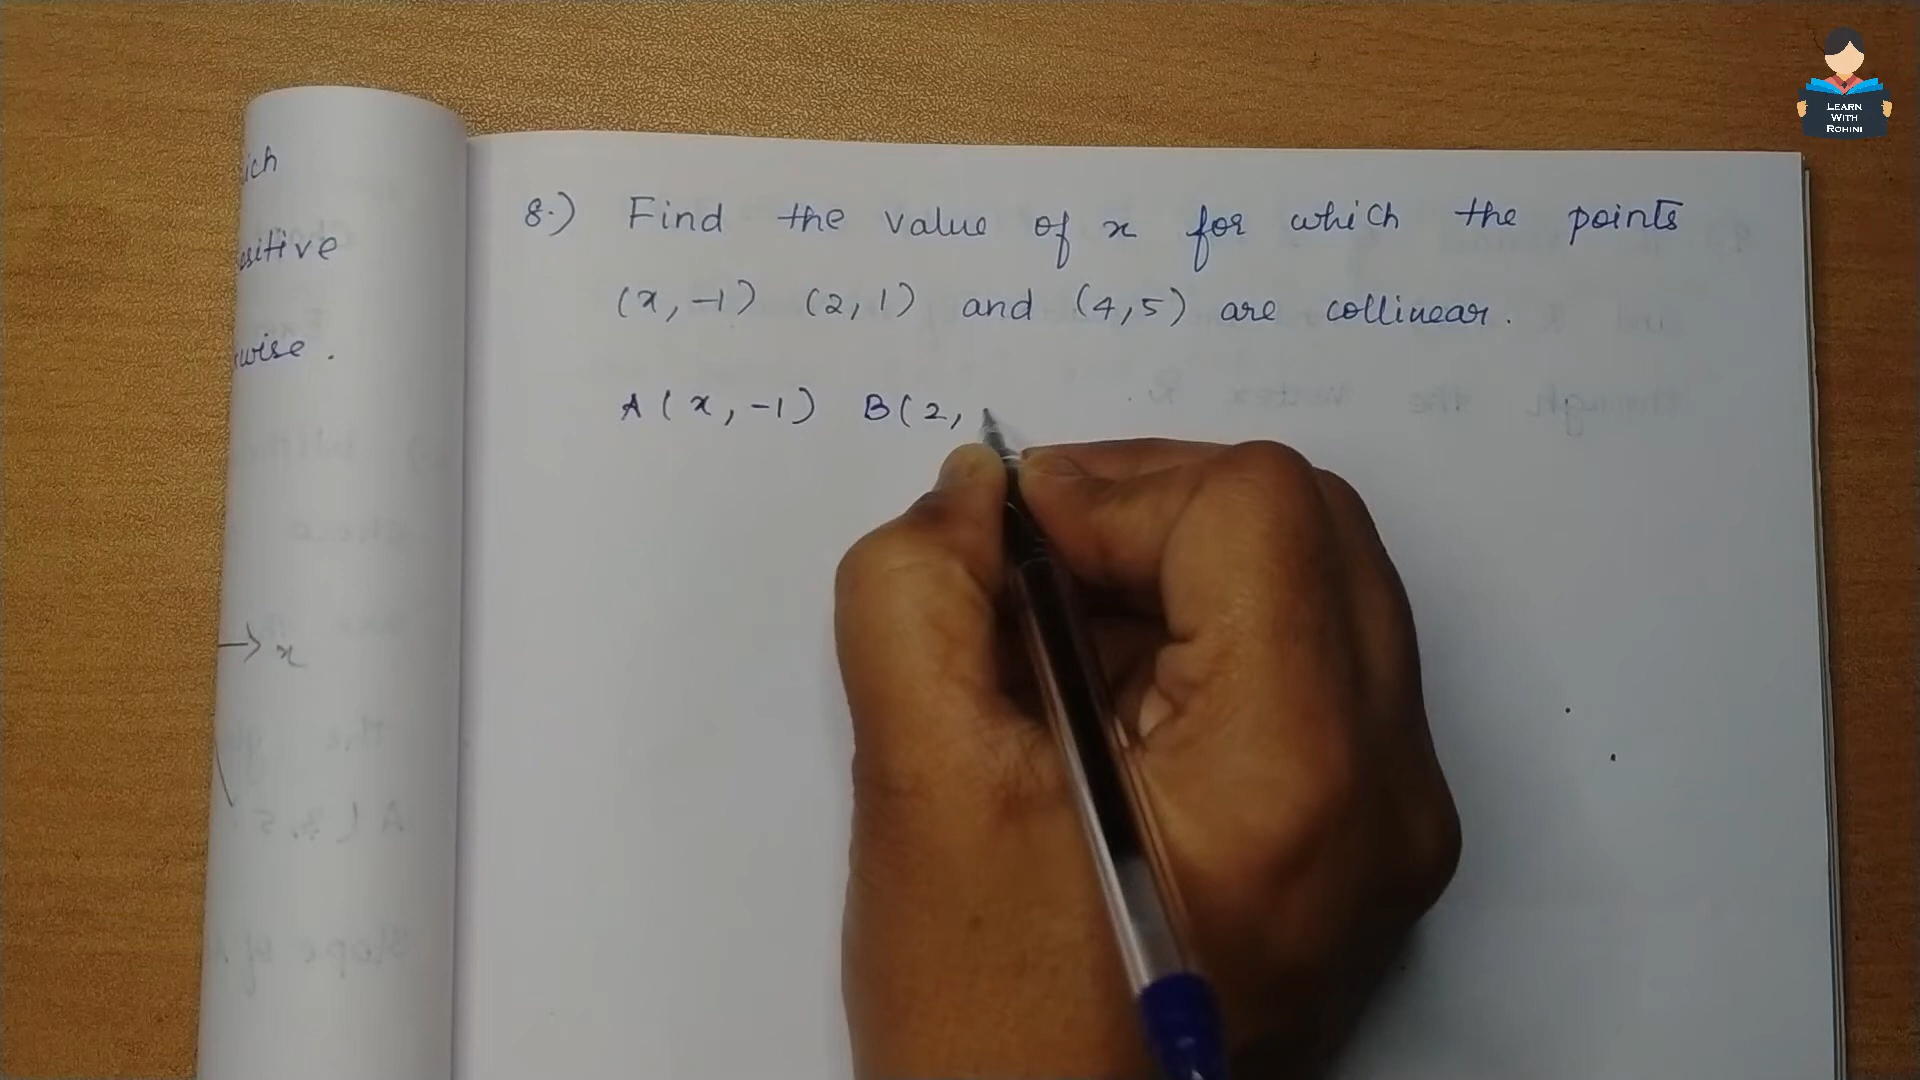 LEARN
WITH
ROHINI
8.) Find the value of x for which the points
(x, -1) (2, 1) and (4, 5) are collinear.
A (x, -1) B (2,
x